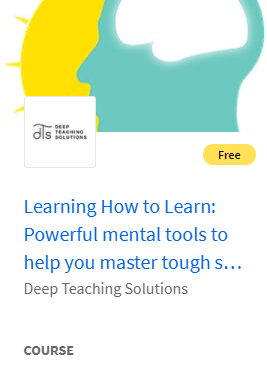 dTs DEEP
TEACHING
SOLUTIONS
Free
Learning How to Learn:
Powerful mental tools to
help you master tough s...
Deep Teaching Solutions
COURSE